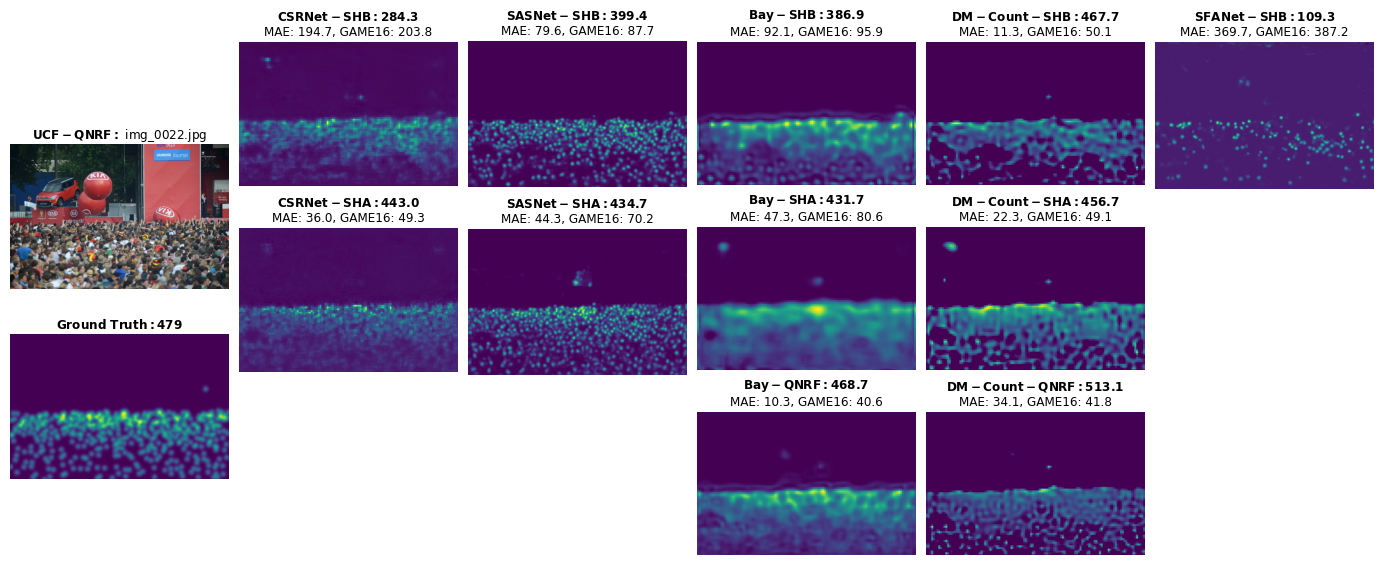 CSRNet − SHB: 284.3
MAE: 194.7, GAME16: 203.8
SASNet − SHB: 399.4
MAE: 79.6, GAME16: 87.7
Bay − SHB: 386.9
MAE: 92.1, GAME16: 95.9
DM − Count − SHB: 467.7
MAE: 11.3, GAME16: 50.1
SFANet − SHB: 109.3
MAE: 369.7, GAME16: 387.2
UCF − QNRF: img_0022.jpg
KIA
KIA
CSRNet − SHA: 443.0
MAE: 36.0, GAME16: 49.3
SASNet − SHA: 434.7
MAE: 44.3, GAME16: 70.2
Bay − SHA: 431.7
MAE: 47.3, GAME16: 80.6
DM − Count − SHA: 456.7
MAE: 22.3, GAME16: 49.1
Ground Truth: 479
Bay − QNRF: 468.7
MAE: 10.3, GAME16: 40.6
DM − Count − QNRF: 513.1
MAE: 34.1, GAME16: 41.8